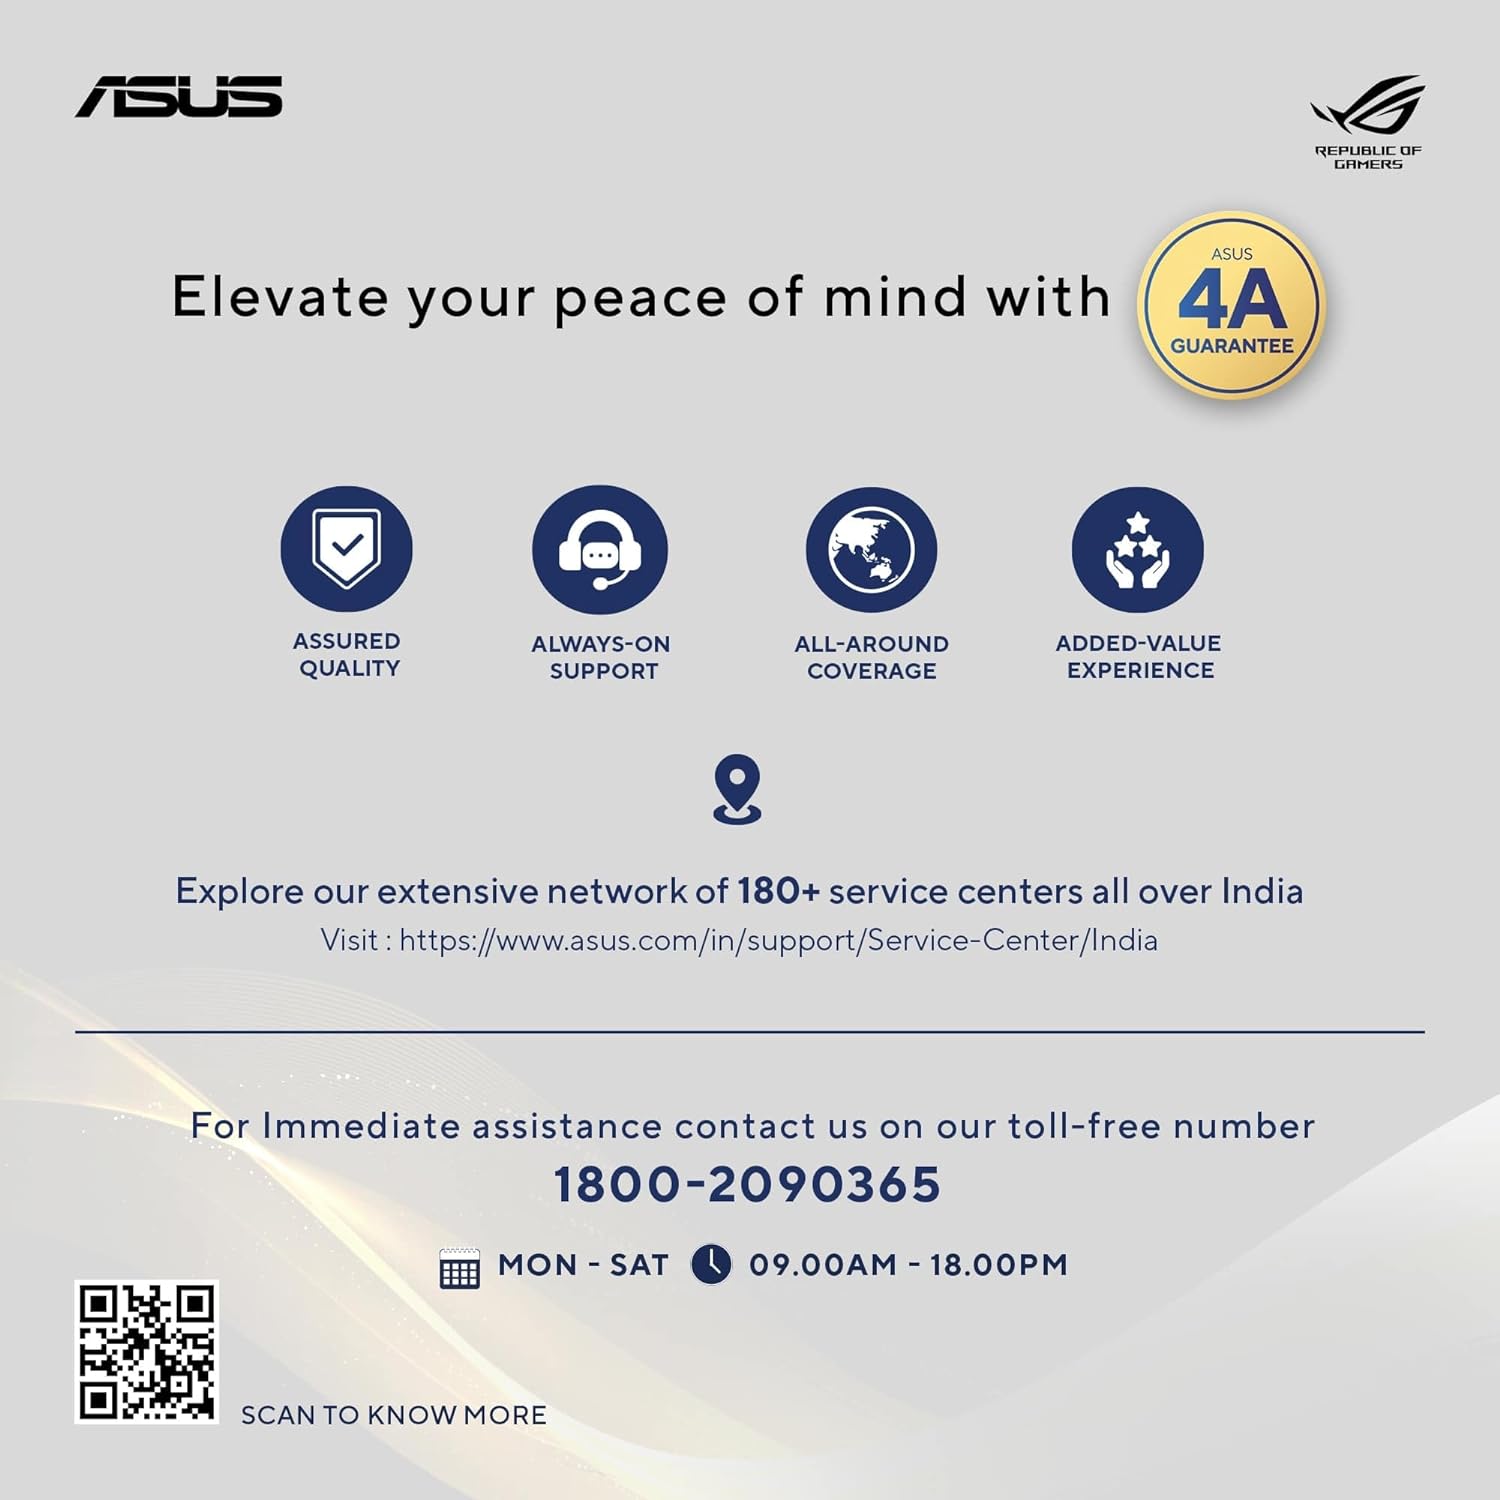 ASUS
REPUBLIC OF
GAMERS
Elevate your peace of mind with
ASUS
4A
GUARANTEE
ASSURED
QUALITY
ALWAYS-ON
SUPPORT
ALL-AROUND
COVERAGE
ADDED-VALUE
EXPERIENCE
Explore our extensive network of 180+ service centers all over India
Visit : https://www.asus.com/in/support/Service-Center/India
For Immediate assistance contact us on our toll-free number
1800-2090365
MON - SAT 09.00AM - 18.00PM
SCAN TO KNOW MORE